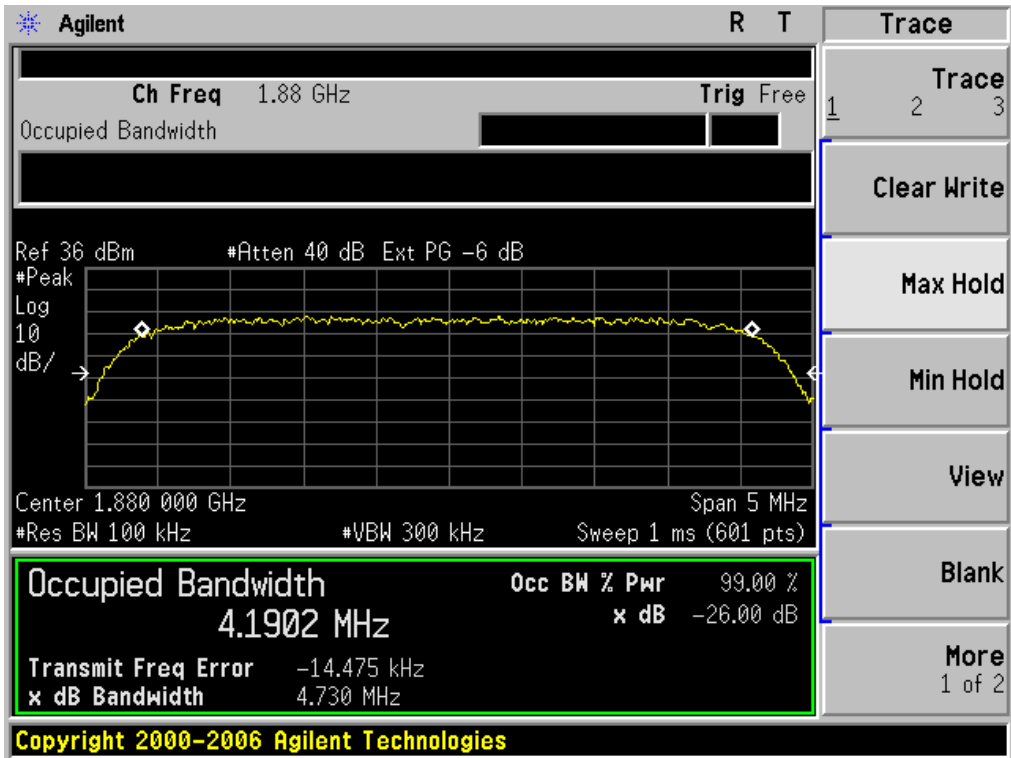 Agilent R T Trace
Ch Freq 1.88 GHz Trig Free
Occupied Bandwidth
Trace
1 2 3
Clear Write
Max Hold
Min Hold
View
Blank
More
1 of 2
Ref 36 dBm #Atten 40 dB Ext PG -6 dB
#Peak
Log
10
dB/
Center 1.880 000 GHz Span 5 MHz
#Res BW 100 kHz #VBW 300 kHz Sweep 1 ms (601 pts)
Occupied Bandwidth Occ BW % Pwr 99.00 %
4.1902 MHz x dB -26.00 dB
Transmit Freq Error -14.475 kHz
x dB Bandwidth 4.730 MHz
Copyright 2000-2006 Agilent Technologies